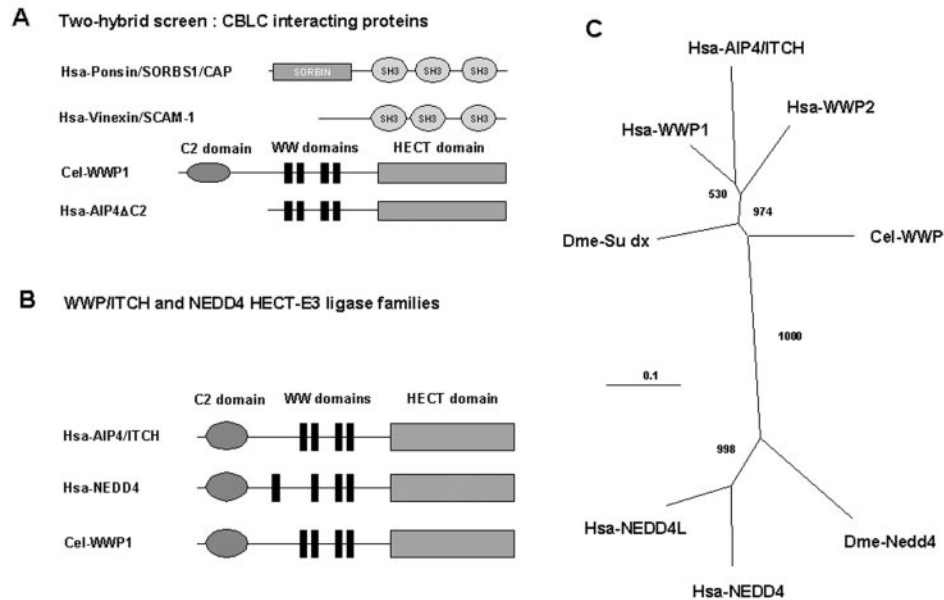 A Two-hybrid screen : CBLC interacting proteins
Hsa-Ponsin/SORBS1/CAP
SORBIN SH3 SH3 SH3
Hsa-Vinexin/SCAM-1
SH3 SH3 SH3
C2 domain WW domains HECT domain
Cel-WWP1
Hsa-AIP4ΔC2
B WWP/ITCH and NEDD4 HECT-E3 ligase families
C2 domain WW domains HECT domain
Hsa-AIP4/ITCH
Hsa-NEDD4
Cel-WWP1
C
Hsa-AIP4/ITCH
Hsa-WWP2
Hsa-WWP1
530
974
Dme-Su dx
Cel-WWP
1000
0.1
998
Hsa-NEDD4L
Dme-Nedd4
Hsa-NEDD4